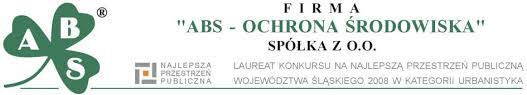 A B S ®
FIRMA
"ABS - OCHRONA ŚRODOWISKA"
SPÓŁKA Z O.O.
NAJLEPSZA
PRZESTRZEŃ
PUBLICZNA
LAUREAT KONKURSU NA NAJLEPSZĄ PRZESTRZEŃ PUBLICZNĄ
WOJEWÓDZTWA ŚLĄSKIEGO 2008 W KATEGORII URBANISTYKA